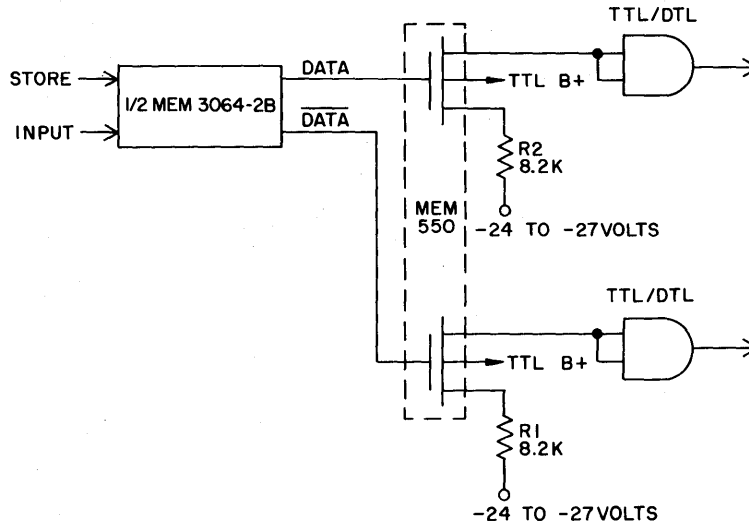 TTL/DTL
DATA
STORE
1/2 MEM 3064-2B
TTL B+
INPUT
DATA
R2
8.2K
MEM
550
-24 TO -27VOLTS
TTL/DTL
TTL B+
R1
8.2K
-24 TO -27VOLTS